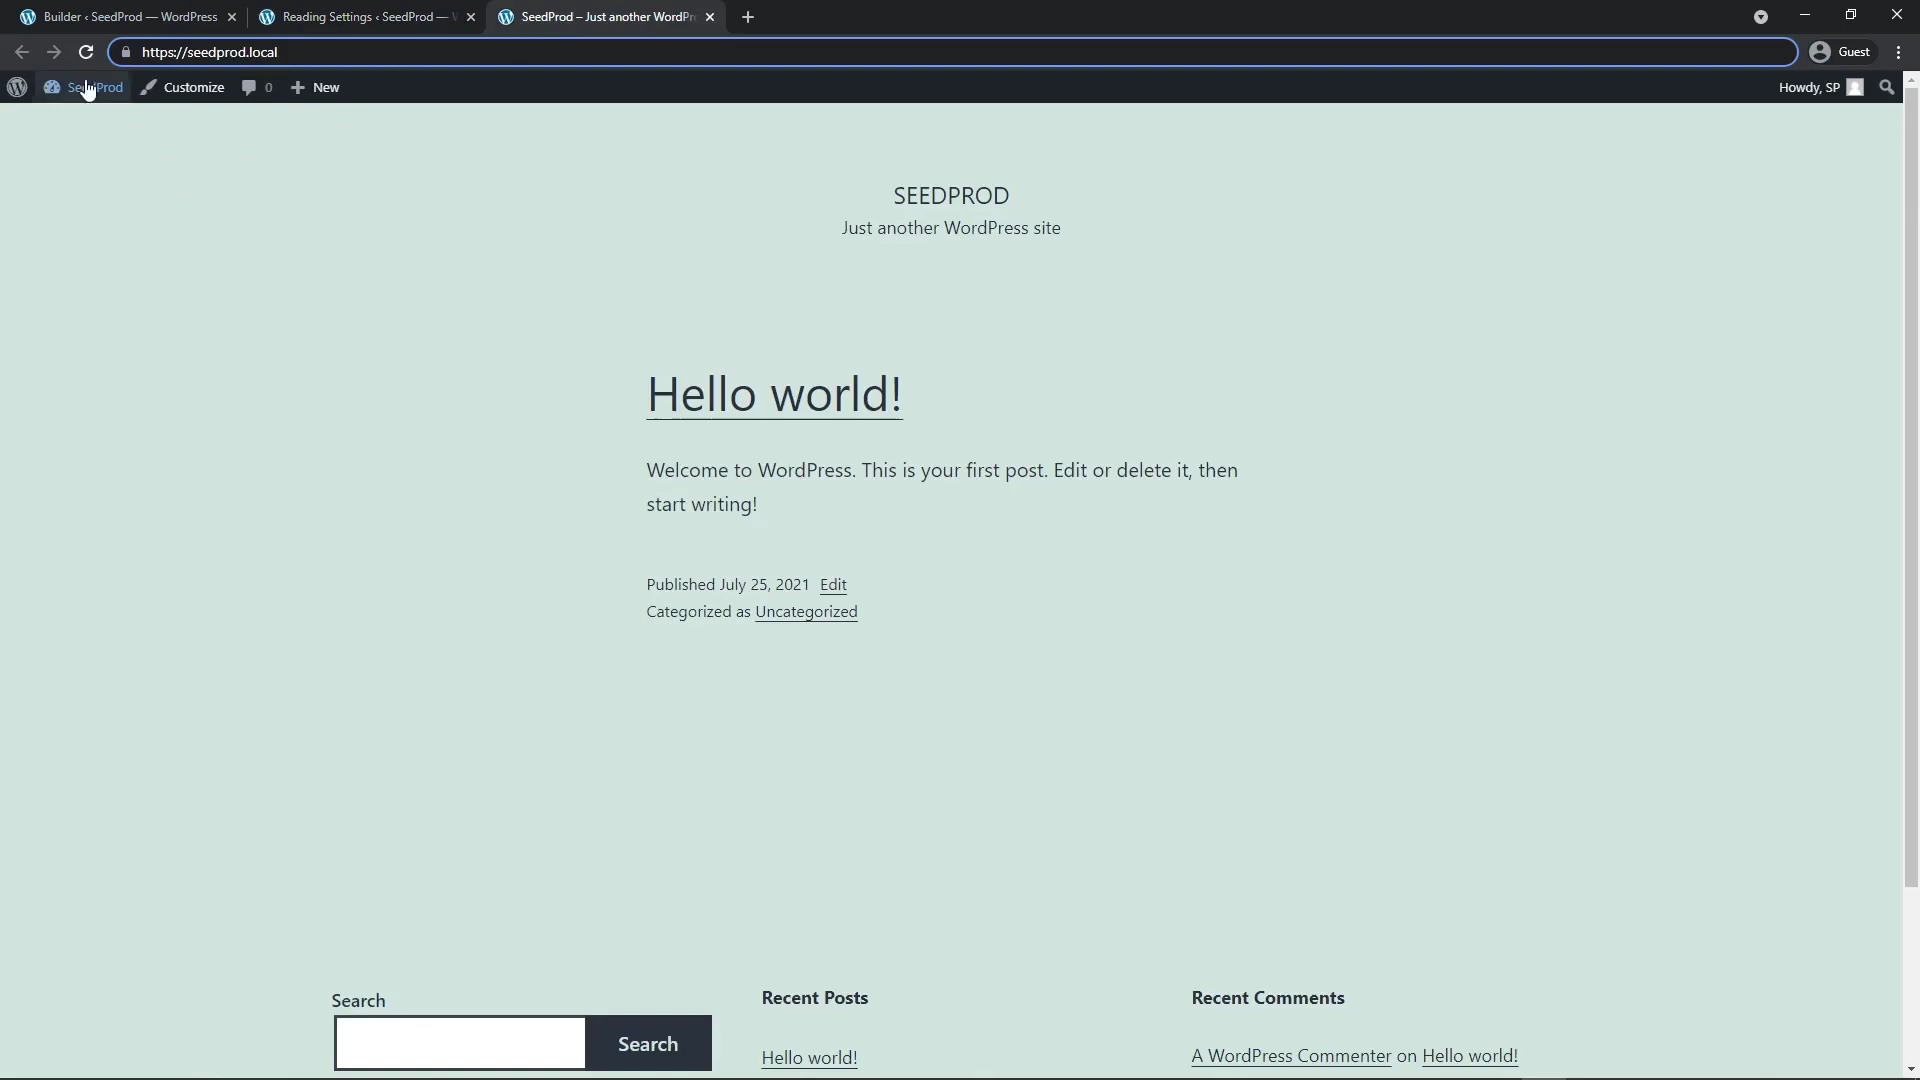 Builder ‹ SeedProd — WordPress
Reading Settings ‹ SeedProd —
SeedProd – Just another WordPr
https://seedprod.local
Guest
SeedProd
Customize
0
New
Howdy, SP
SEEDPROD
Just another WordPress site
Hello world!
Welcome to WordPress. This is your first post. Edit or delete it, then
start writing!
Published July 25, 2021 Edit
Categorized as Uncategorized
Search
Recent Posts
Recent Comments
Search
Hello world!
A WordPress Commenter on Hello world!